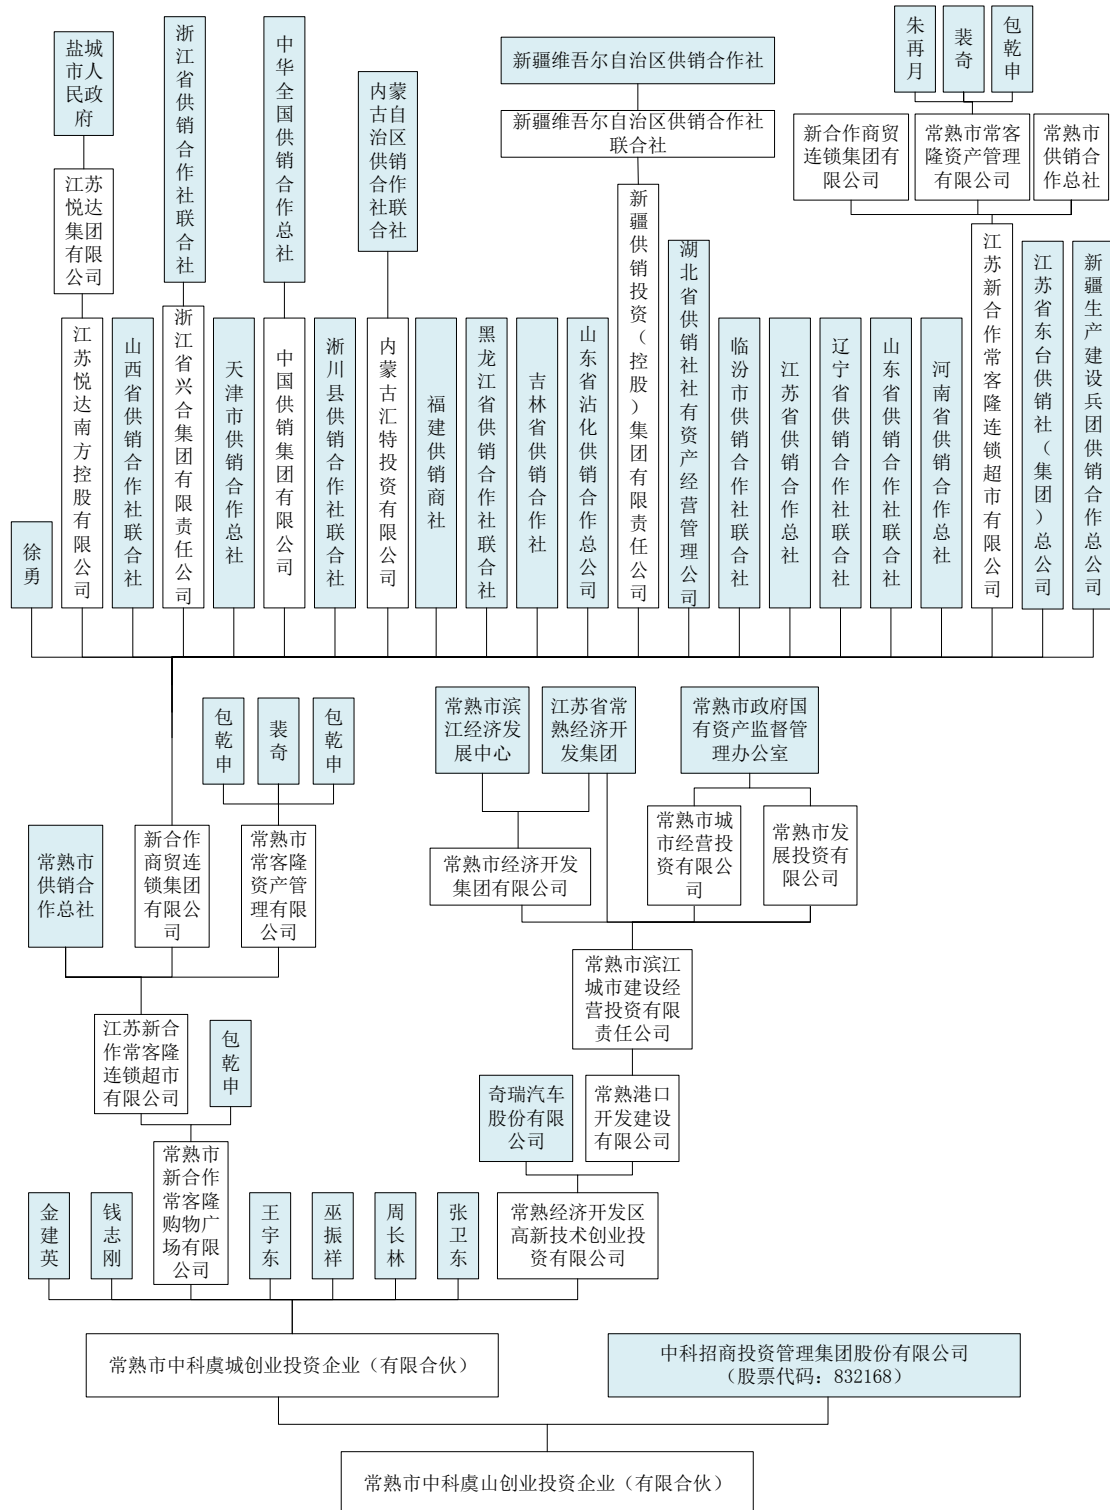 盐城
市人
民政
府
浙江省供销合作社联合社
中华全国供销合作总社
内蒙
古自
治区
供销
合作
社联
合社
新疆维吾尔自治区供销合作社
新疆维吾尔自治区供销合作社
联合社
朱再月
裴奇
包乾申
新合作商贸
连锁集团有
限公司
常熟市常客
隆资产管理
有限公司
常熟市
供销合
作总社
江苏
悦达
集团
有限
公司
徐勇
江苏悦达南方控股有限公司
山西省供销合作社联合社
浙江省兴合集团有限责任公司
天津市供销合作总社
中国供销集团有限公司
淅川县供销合作社联合社
内蒙古汇特投资有限公司
福建供销商社
黑龙江省供销合作社联合社
吉林省供销合作社
山东省沾化供销合作总公司
新疆供销投资（控股）集团有限责任公司
湖北省供销社社有资产经营管理公司
临汾市供销合作社联合社
江苏省供销合作总社
辽宁省供销合作社联合社
山东省供销合作社联合社
河南省供销合作总社
江苏新合作常客隆连锁超市有限公司
江苏省东台供销社（集团）总公司
新疆生产建设兵团供销合作总公司
包乾申
裴奇
包乾申
常熟市滨
江经济发
展中心
江苏省常
熟经济开
发集团
常熟市政府国
有资产监督管
理办公室
常熟市
供销合
作总社
新合作
商贸连
锁集团
有限公
司
常熟市
常客隆
资产管
理有限
公司
常熟市经济开发
集团有限公司
常熟市城
市经营投
资有限公
司
常熟市发
展投资有
限公司
常熟市滨江
城市建设经
营投资有限
责任公司
江苏新合
作常客隆
连锁超市
有限公司
包乾申
奇瑞汽车
股份有限
公司
常熟港口
开发建设
有限公司
金建英
钱志刚
常熟市
新合作
常客隆
购物广
场有限
公司
王宇东
巫振祥
周长林
张卫东
常熟经济开发区
高新技术创业投
资有限公司
常熟市中科虞城创业投资企业（有限合伙）
中科招商投资管理集团股份有限公司
（股票代码：832168）
常熟市中科虞山创业投资企业（有限合伙）